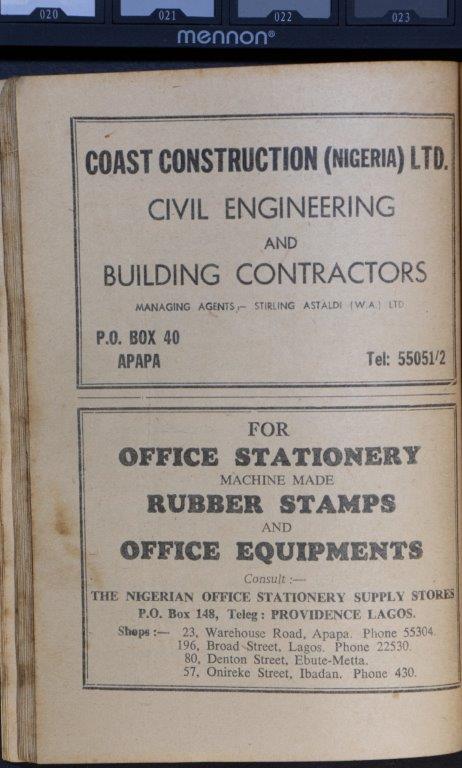 020 021 022 023
mennon®
COAST CONSTRUCTION (NIGERIA) LTD.
CIVIL ENGINEERING
AND
BUILDING CONTRACTORS
MANAGING AGENTS;— STIRLING ASTALDI (W.A.) LTD
P.O. BOX 40
APAPA Tel: 55051/2
FOR
OFFICE STATIONERY
MACHINE MADE
RUBBER STAMPS
AND
OFFICE EQUIPMENTS
Consult :—
THE NIGERIAN OFFICE STATIONERY SUPPLY STORES
P.O. Box 148, Teleg: PROVIDENCE LAGOS.
Shops :— 23, Warehouse Road, Apapa. Phone 55304.
196, Broad Street, Lagos. Phone 22530.
80, Denton Street, Ebute-Metta.
57, Onireke Street, Ibadan. Phone 430.